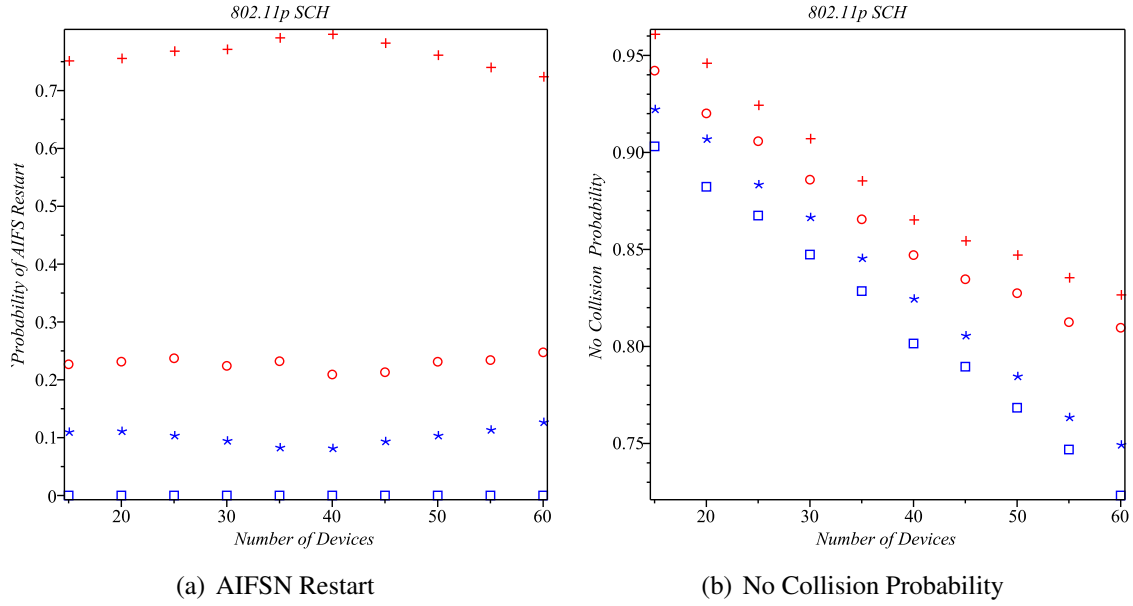 802.11p SCH
0.7
0.6
0.5
0.4
0.3
0.2
0.1
0
`Probability of AIFS Restart
20 30 40 50 60
Number of Devices
(a) AIFSN Restart
802.11p SCH
0.95
0.90
0.85
0.80
0.75
No Collision Probability
20 30 40 50 60
Number of Devices
(b) No Collision Probability